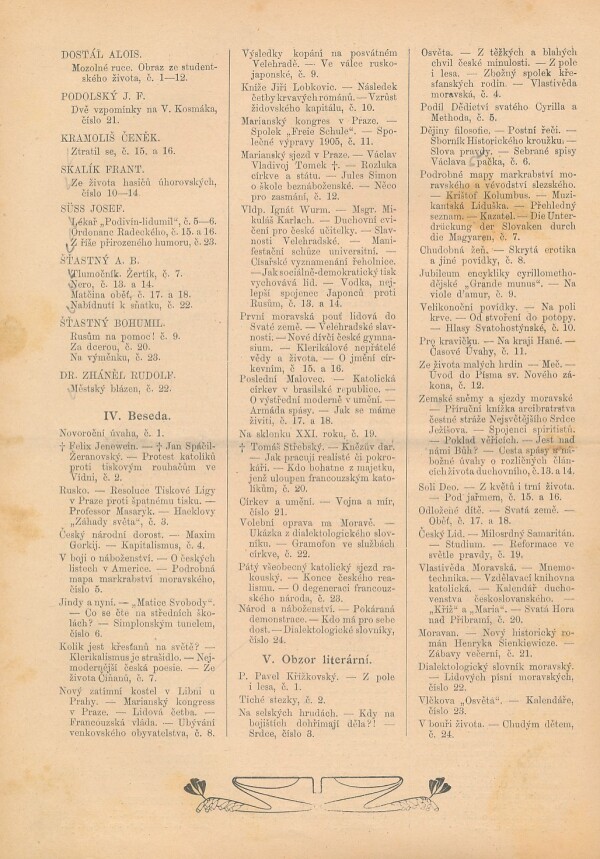 DOSTÁL ALOIS.
Mozolné ruce. Obraz ze student-
ského života, č. 1—12.
PODOLSKÝ J. F.
Dvě vzpomínky na V. Kosmáka,
číslo 21.
KRAMOLIŠ ČENĚK.
Ztratil se, č. 15. a 16.
SKALÍK FRANT.
Ze života hasičů úhorovských,
číslo 10—14.
SÜSS JOSEF.
Lékař „Podivín-lidumil“, č. 5—6.
Ordonanc Radeckého, č. 15. a 16.
Z říše přirozeného humoru, č. 23.
ŠŤASTNÝ A. B.
Tlumočník. Žertík, č. 7.
Nero, č. 13. a 14.
Matčina oběť, č. 17. a 18.
Nabídnutí k sňatku, č. 22.
ŠŤASTNÝ BOHUMIL.
Rusům na pomoc! č. 9.
Za dcerou, č. 20.
Na výměnku, č. 23.
DR. ZHÁNĚL RUDOLF.
Městský blázen, č. 22.
IV. Beseda.
Novoroční úvaha, č. 1.
† Felix Jenewein. — † Jan Spáčil-
Žeranovský. — Protest katolíků
proti tiskovým rouhačům ve
Vídni, č. 2.
Rusko. — Resoluce Tiskové Ligy
v Praze proti špatnému tisku. —
Professor Masaryk. — Hacklovy
„Záhady světa“, č. 3.
Český národní dorost. — Maxim
Gorkij. — Kapitalismus, č. 4.
V boji o náboženství. — O českých
listech v Americe. — Podrobná
mapa markrabství moravského,
číslo 5.
Jindy a nyní. — „Matice Svobody“.
— Co se čte na středních ško-
lách? — Simplonským tunelem,
číslo 6.
Kolik jest křesťanů na světě? —
Klerikalismus je strašidlo. — Nej-
modernější česká poesie. — Ze
života Číňanů, č. 7.
Nový zatímní kostel v Libni u
Prahy. — Marianský kongress
v Praze. — Lidová četba. —
Francouzská vláda. — Ubývání
venkovského obyvatelstva, č. 8.
Výsledky kopání na posvátném
Velehradě. — Ve válce rusko-
japonské, č. 9.
Kníže Jiří Lobkovic. — Následek
četby krvavých románů. — Vzrůst
židovského kapitálu, č. 10.
Marianský kongres v Praze. —
Spolek „Freie Schule“. — Spo-
lečné výpravy 1905, č. 11.
Marianský sjezd v Praze. — Václav
Vladivoj Tomek †. — Rozluka
církve a státu. — Jules Simon
o škole beznáboženské. — Něco
pro zasmání, č. 12.
Vldp. Ignát Wurm. — Msgr. Mi-
kuláš Karlach. — Duchovní cvi-
čení pro české učitelky. — Slav-
nosti Velehradské. — Mani-
festační schůze universitní. —
Císařské vyznamenání řeholnice.
— Jak sociálně-demokratický tisk
vychovává lid. — Vodka, nej-
lepší spojenec Japonců proti
Rusům, č. 13. a 14.
První moravská pouť lidová do
Svaté země. — Velehradské slav-
nosti. — Nové dívčí české gymna-
sium. — Klerikálové nepřátelé
vědy a života. — O jmění cír-
kevním, č 15. a 16.
Poslední Malovec. — Katolická
církev v brasilské republice. —
O výstřední moderně v umění. —
Armáda spásy. — Jak se máme
živiti, č. 17. a 18.
Na sklonku XXI. roku, č. 19.
† Tomáš Střebský. — Knězův dar.
— Jak pracují realisté či pokro-
káři. — Kdo bohatne z majetku,
jenž uloupen francouzským kato-
líkům, č. 20.
Církev a umění. — Vojna a mír,
číslo 21.
Volební oprava na Moravě. —
Ukázka z dialektologického slov-
níku. — Gramofon ve službách
církve, č. 22.
Pátý všeobecný katolický sjezd ra-
kouský. — Konec českého rea-
lismu. — O degeneraci francouz-
ského národa, č. 23.
Národ a náboženství. — Pokáraná
demonstrace. — Kdo má pro sebe
dost. — Dialektologické slovníky,
číslo 24.
V. Obzor literární.
P. Pavel Křížkovský. — Z pole
i lesa, č. 1.
Tiché stezky, č. 2.
Na selských hrudách. — Kdy na
bojištích dohřímají děla?! —
Srdce, číslo 3.
Osvěta. — Z těžkých a blahých
chvil české minulosti. — Z pole
i lesa. — Zbožný spolek kře-
sťanských rodin. — Vlastivěda
moravská, č. 4.
Podíl Dědictví svatého Cyrilla a
Methoda, č. 5.
Dějiny filosofie. — Postní řeči. —
Sborník Historického kroužku. —
Slova pravdy. — Sebrané spisy
Václava Špačka, č. 6.
Podrobné mapy markrabství mo-
ravského a vévodství slezského.
— Krištof Kolumbus. — Muzi-
kantská Liduška. — Přehledný
seznam. — Kazatel. — Die Unter-
drückung der Slovaken durch
die Magyaren, č. 7.
Chudobná žeň. — Skrytá erotika
a jiné povídky, č. 8.
Jubileum encykliky cyrillometho-
dějské „Grande munus“. — Na
viole d'amur, č. 9.
Velikonoční povídky. — Na poli
krve. — Od stvoření do potopy.
— Hlasy Svatohostýnské, č. 10.
Pro kravičku. — Na kraji Hané. —
Časové Úvahy, č. 11.
Ze života malých hrdin — Meč. —
Úvod do Písma sv. Nového zá-
kona, č. 12.
Zemské sněmy a sjezdy moravské
— Příruční knížka arcibratrstva
čestné stráže Nejsvětějšího Srdce
Ježíšova. — Spojenci spiritistů.
— Poklad věřících. — Jest nad
námi Bůh? — Cesta spásy a ná-
božné úvahy o rozličných člán-
cích života duchovního, č. 13. a 14.
Soli Deo. — Z květů i trní života.
— Pod jařmem, č. 15. a 16.
Odložené dítě. — Svatá země. —
Oběť, č. 17. a 18.
Český Lid. — Milosrdný Samaritán.
— Studium. — Reformace ve
světle pravdy, č. 19.
Vlastivěda Moravská. — Mnemo-
technika. — Vzdělavací knihovna
katolická. — Kalendář ducho-
venstva československého. —
„Kříž“ a „Maria“. — Svatá Hora
nad Příbramí, č. 20.
Moravan. — Nový historický ro-
mán Henryka Sienkiewicze. —
Zábavy večerní, č. 21.
Dialektologický slovník moravský.
— Lidových písní moravských,
číslo 22.
Vlčkova „Osvěta“. — Kalendáře,
číslo 23.
V bouři života. — Chudým dětem,
č. 24.